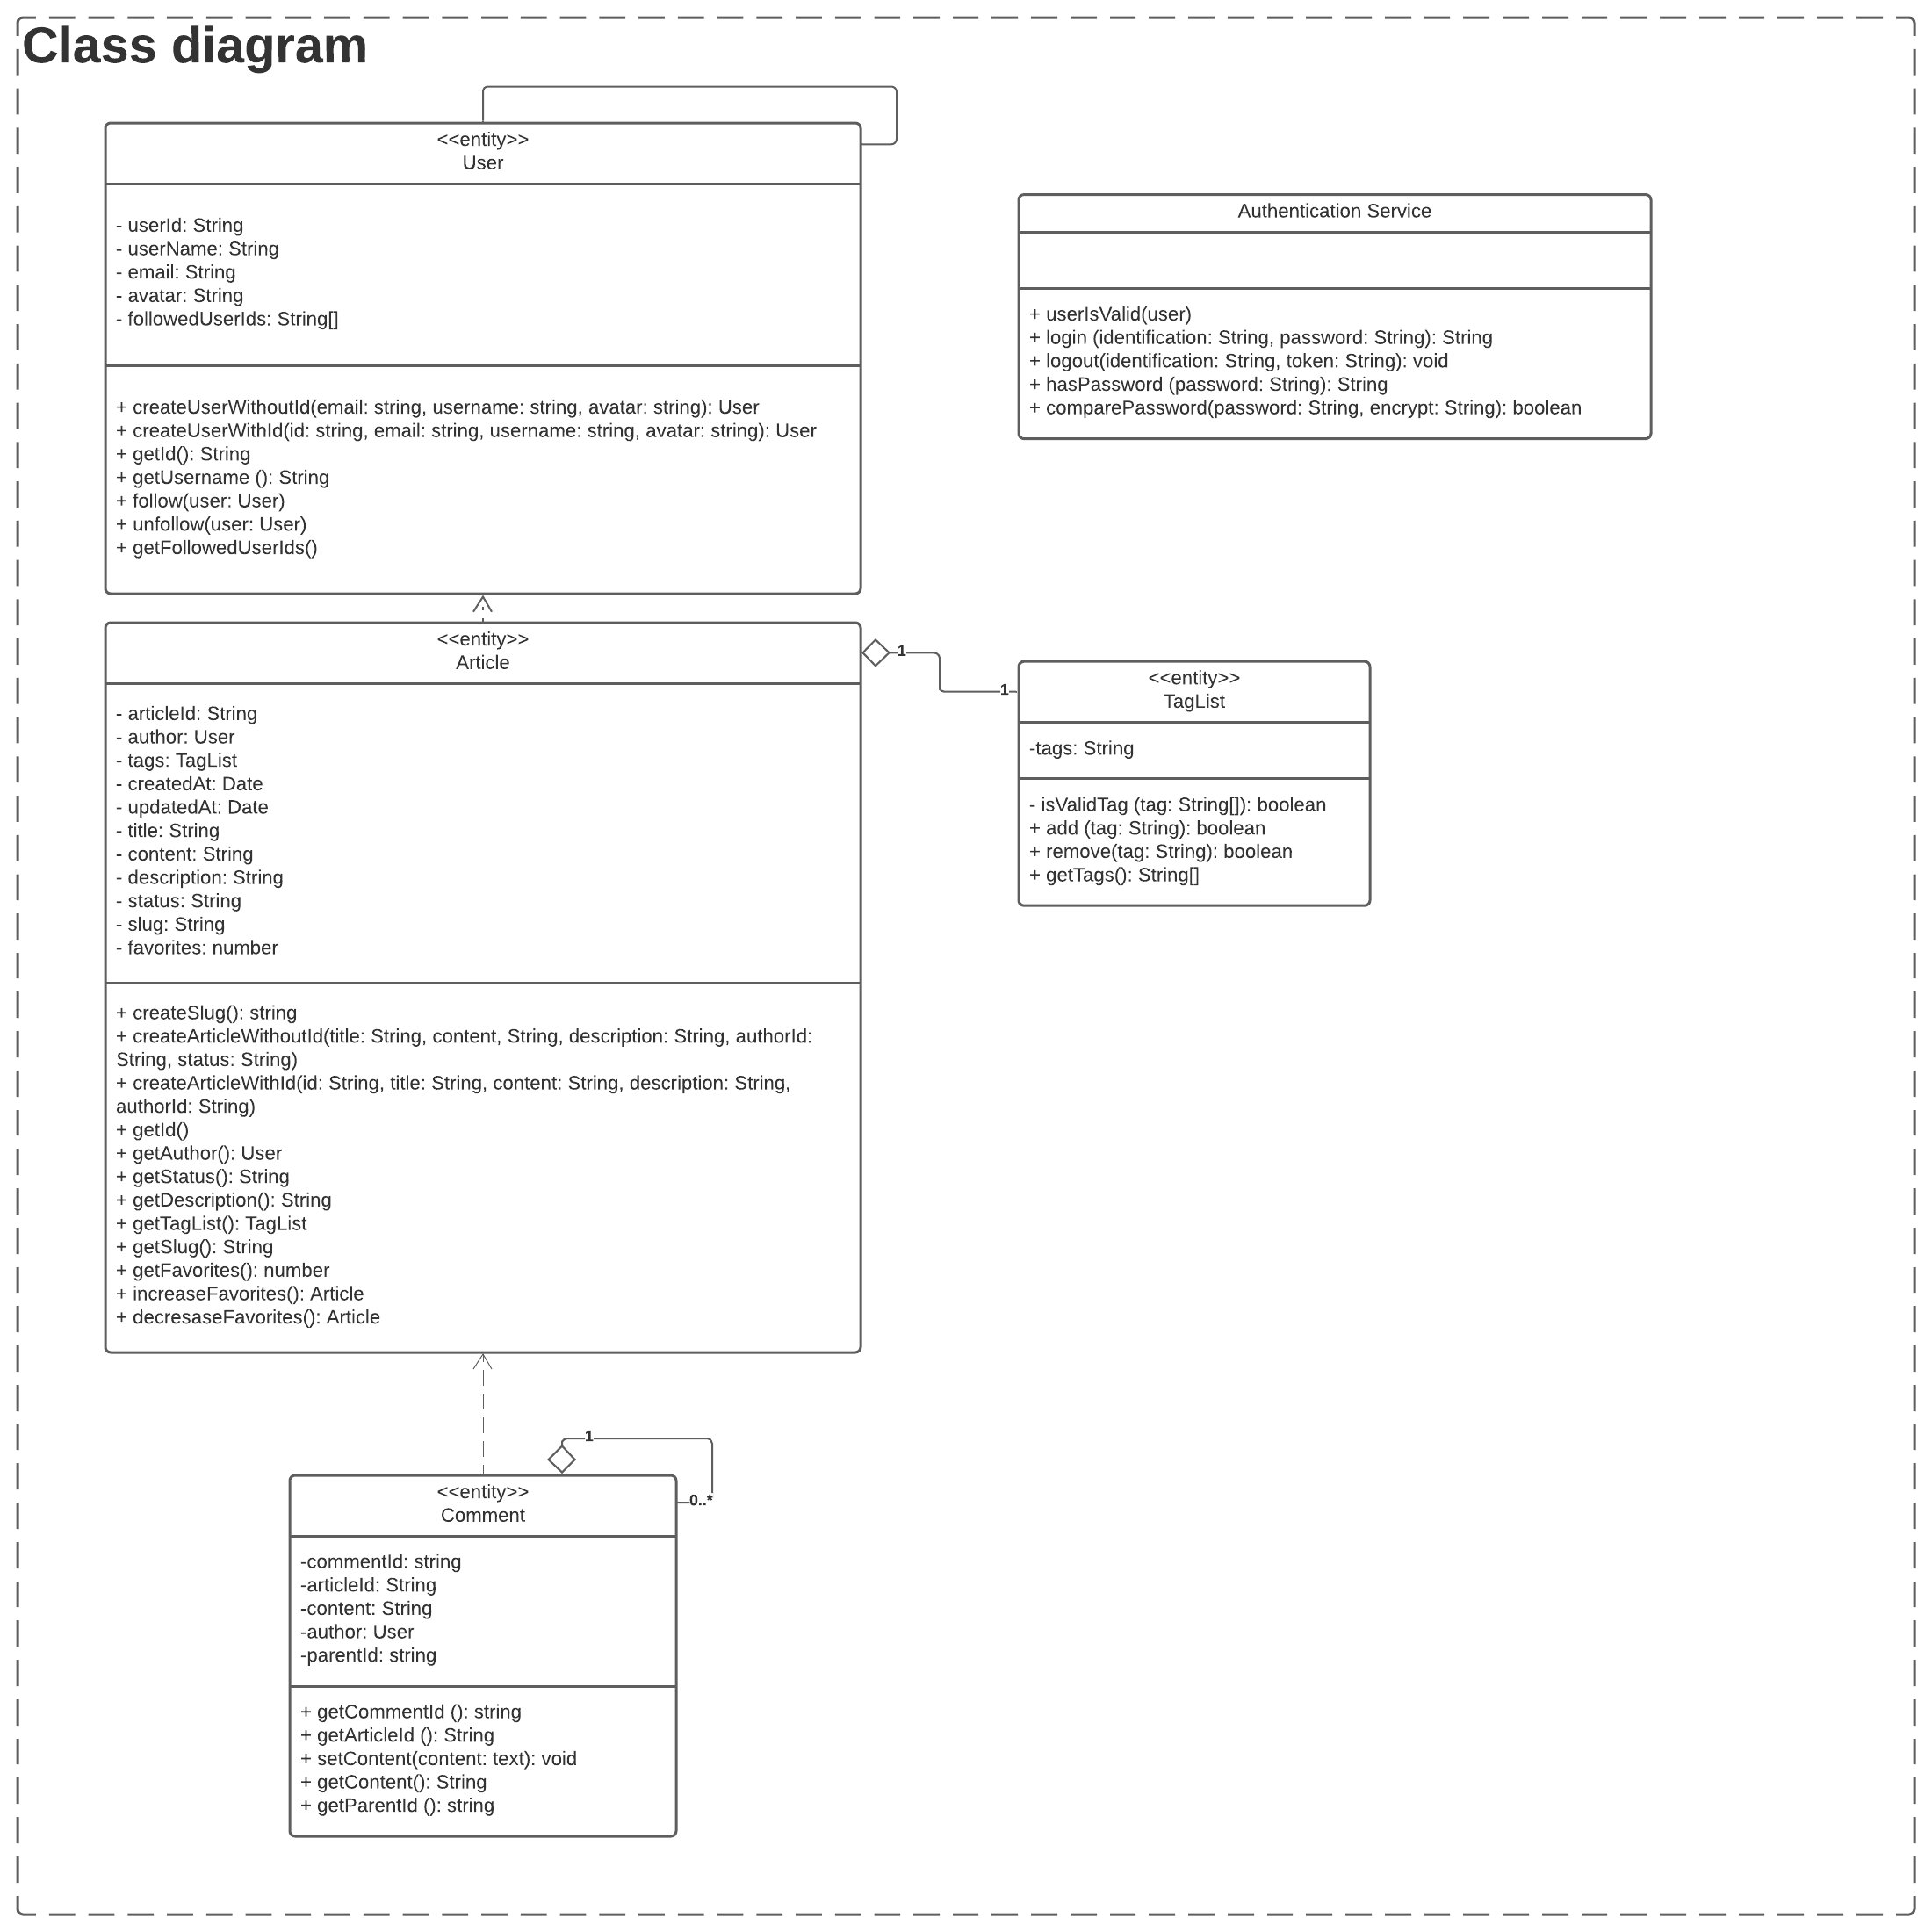 Class diagram
<<entity>>
User
- userId: String
- userName: String
- email: String
- avatar: String
- followedUserIds: String[]
+ createUserWithoutId(email: string, username: string, avatar: string): User
+ createUserWithId(id: string, email: string, username: string, avatar: string): User
+ getId(): String
+ getUsername (): String
+ follow(user: User)
+ unfollow(user: User)
+ getFollowedUserIds()
Authentication Service
+ userIsValid(user)
+ login (identification: String, password: String): String
+ logout(identification: String, token: String): void
+ hasPassword (password: String): String
+ comparePassword(password: String, encrypt: String): boolean
<<entity>>
Article
- articleId: String
- author: User
- tags: TagList
- createdAt: Date
- updatedAt: Date
- title: String
- content: String
- description: String
- status: String
- slug: String
- favorites: number
+ createSlug(): string
+ createArticleWithoutId(title: String, content, String, description: String, authorId:
String, status: String)
+ createArticleWithId(id: String, title: String, content: String, description: String,
authorId: String)
+ getId()
+ getAuthor(): User
+ getStatus(): String
+ getDescription(): String
+ getTagList(): TagList
+ getSlug(): String
+ getFavorites(): number
+ increaseFavorites(): Article
+ decresaseFavorites(): Article
1
1
<<entity>>
TagList
-tags: String
- isValidTag (tag: String[]): boolean
+ add (tag: String): boolean
+ remove(tag: String): boolean
+ getTags(): String[]
1
0..*
<<entity>>
Comment
-commentId: string
-articleId: String
-content: String
-author: User
-parentId: string
+ getCommentId (): string
+ getArticleId (): String
+ setContent(content: text): void
+ getContent(): String
+ getParentId (): string